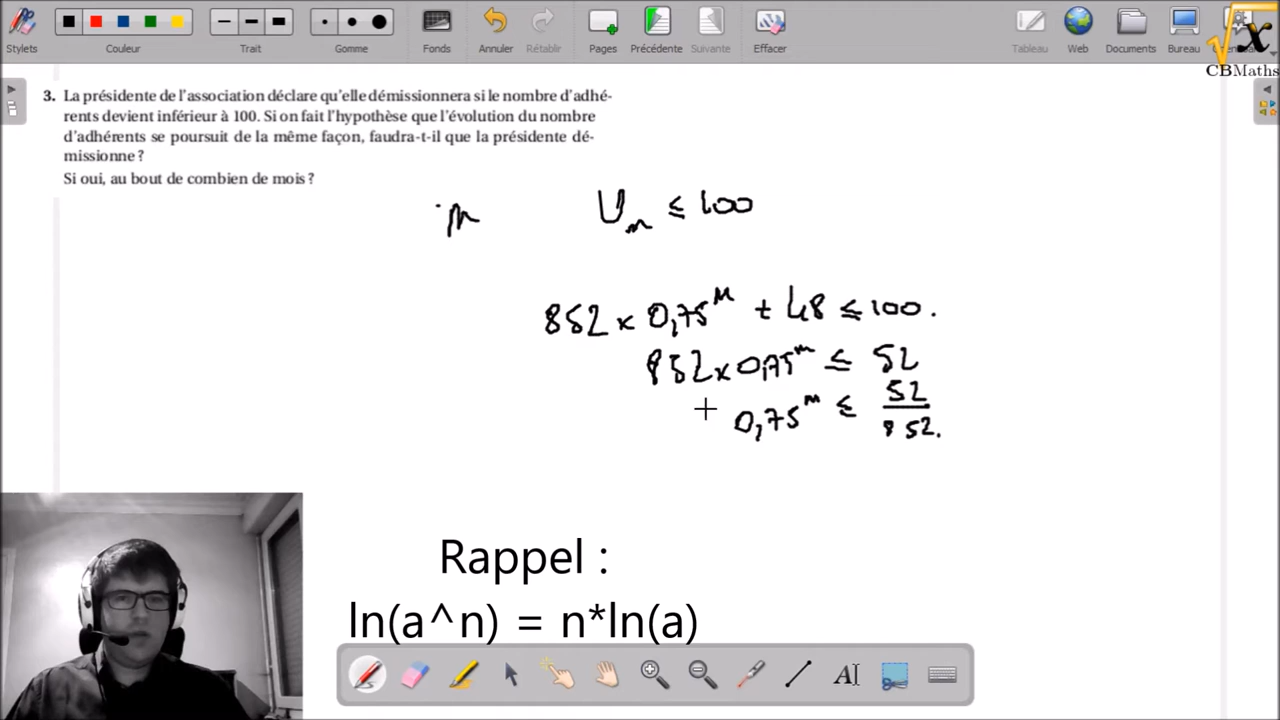 Stylets
Couleur
Trait
Gomme
Fonds
Annuler
Rétablir
Pages
Précédente
Suivante
Effacer
Tableau
Web
Documents
Bureau
CBMaths
3. La présidente de l'association déclare qu'elle démissionnera si le nombre d'adhé-
rents devient inférieur à 100. Si on fait l'hypothèse que l'évolution du nombre
d'adhérents se poursuit de la même façon, faudra-t-il que la présidente dé-
missionne ?
Si oui, au bout de combien de mois ?
n Un ≤ 100
852 × 0,75^n + 48 ≤ 100.
852 × 0,75^n ≤ 52
0,75^n ≤ 52/852.
Rappel :
ln(a^n) = n*ln(a)